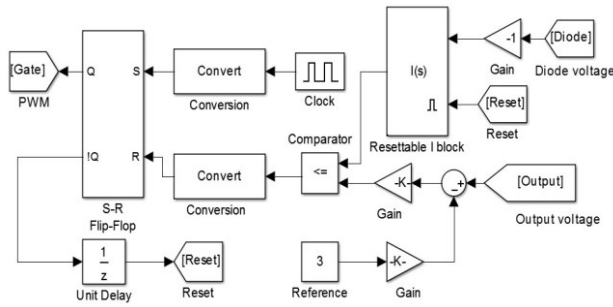 [Gate]
PWM
Q
S
!Q
R
S-R
Flip-Flop
Convert
Conversion
Clock
Convert
Conversion
Comparator
<=
I(s)
Resettable I block
-1
Gain
[Diode]
Diode voltage
[Reset]
Reset
-K-
Gain
_+
[Output]
Output voltage
1
z
Unit Delay
[Reset]
Reset
3
Reference
-K-
Gain